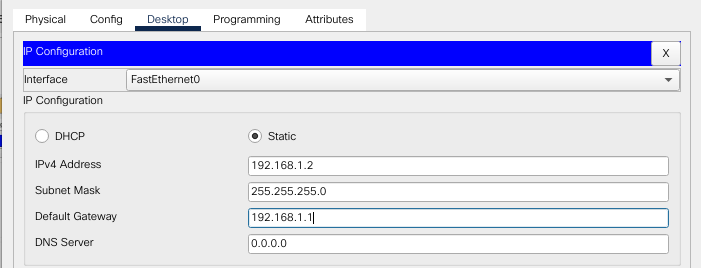 Physical Config Desktop Programming Attributes
IP Configuration X
Interface FastEthernet0
IP Configuration
DHCP Static
IPv4 Address 192.168.1.2
Subnet Mask 255.255.255.0
Default Gateway 192.168.1.1
DNS Server 0.0.0.0